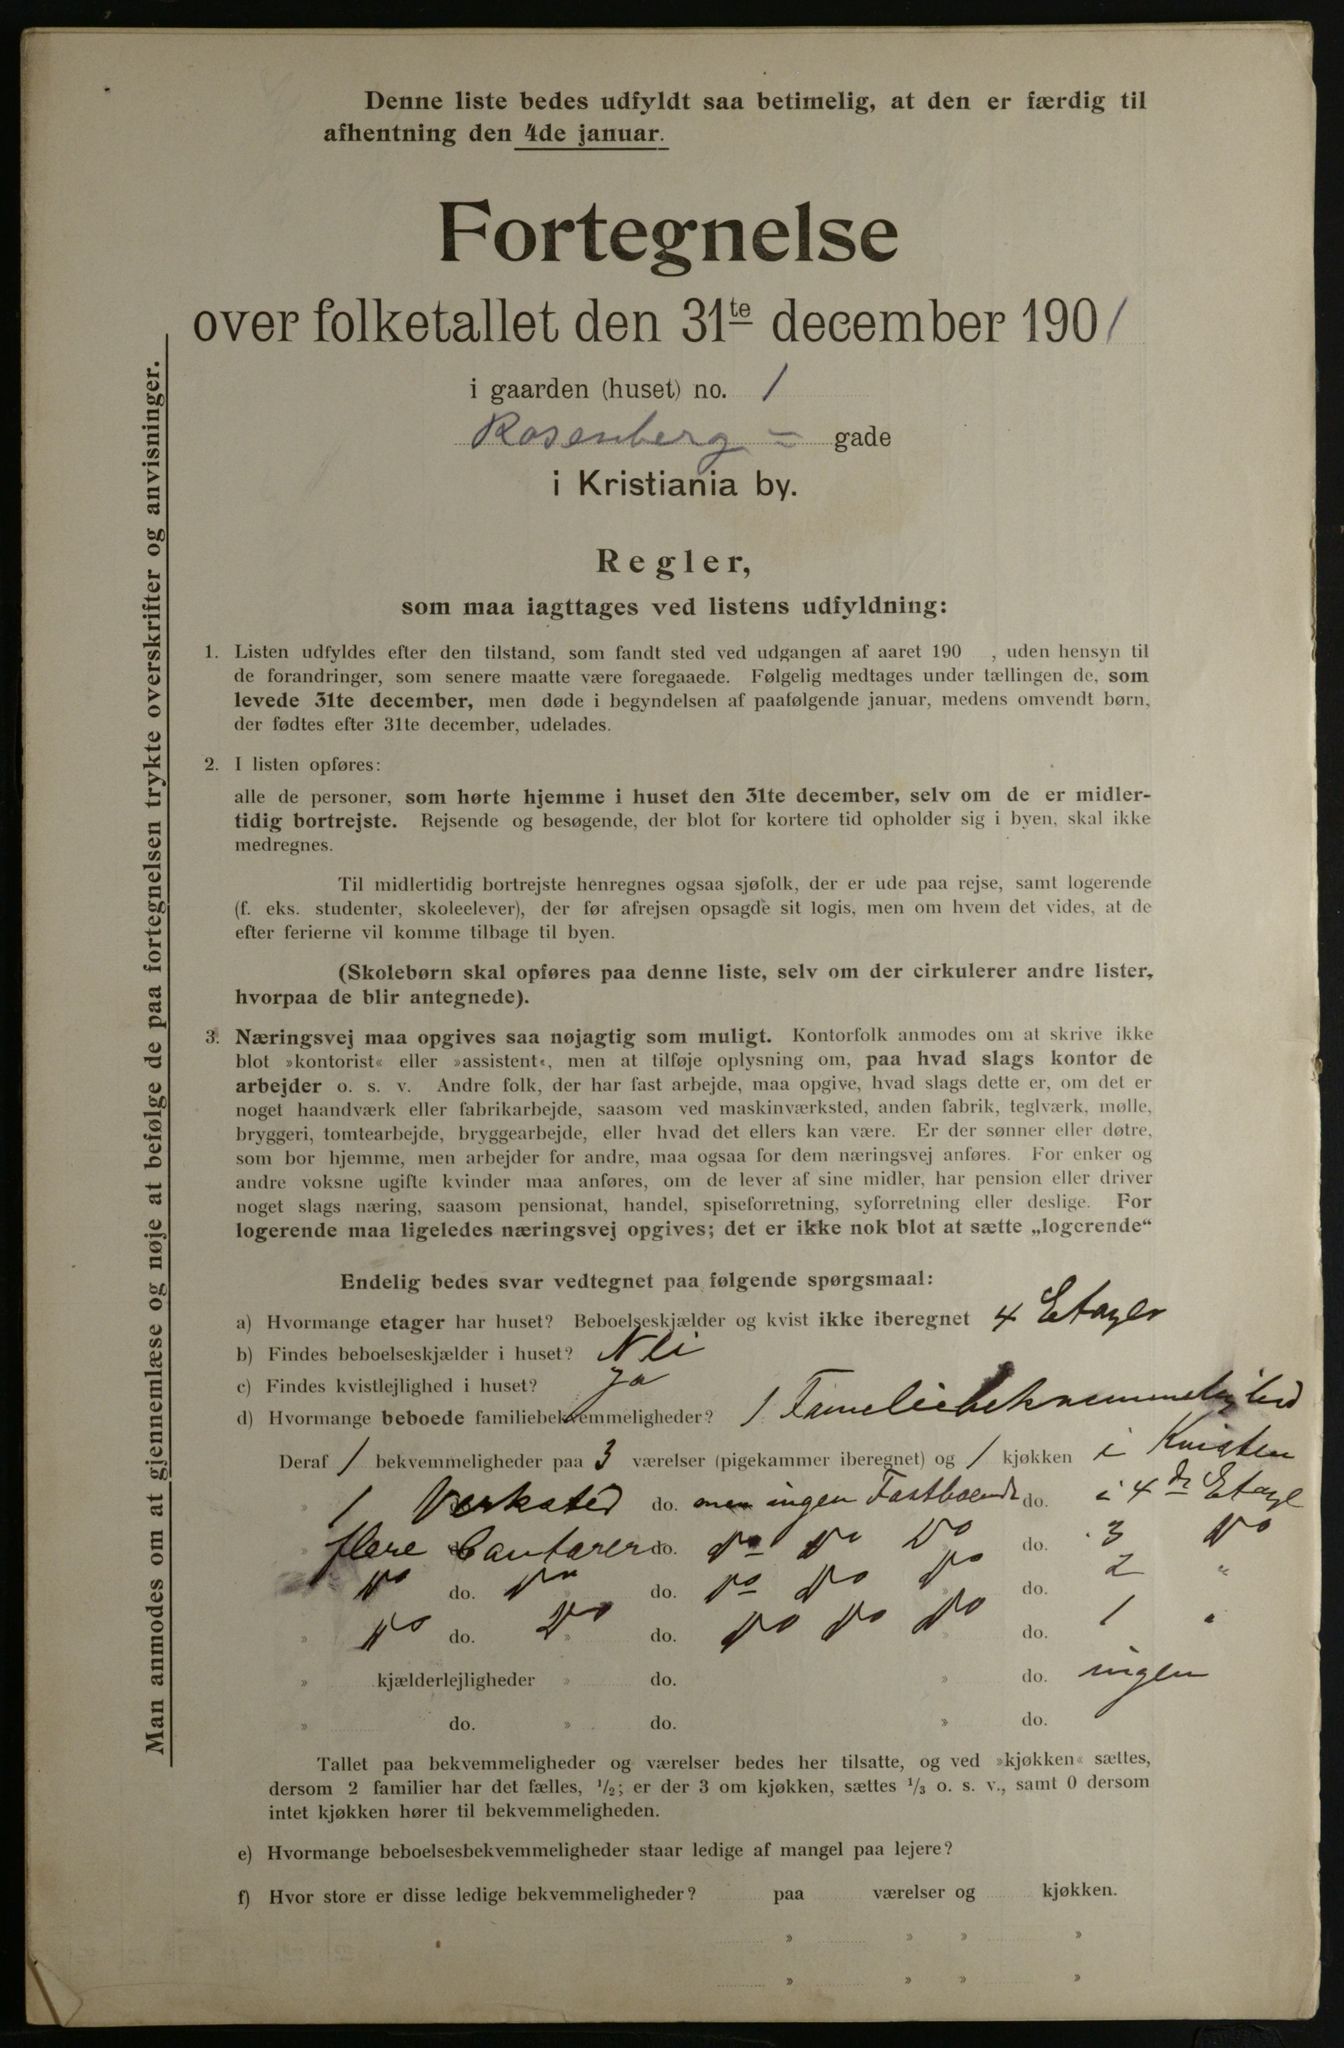 Denne liste bedes udfyldt saa betimelig, at den er færdig til
afhentning den 4de januar.
Fortegnelse
over folketallet den 31te december 1901
i gaarden (huset) no. 1
Rosenberg = gade
i Kristiania by.
Regler,
som maa iagttages ved listens udfyldning:
1. Listen udfyldes efter den tilstand, som fandt sted ved udgangen af aaret 190 , uden hensyn til
de forandringer, som senere maatte være foregaaede. Følgelig medtages under tællingen de, som
levede 31te december, men døde i begyndelsen af paafølgende januar, medens omvendt børn,
der fødtes efter 31te december, udelades.
2. I listen opføres:
alle de personer, som hørte hjemme i huset den 31te december, selv om de er midler-
tidig bortrejste. Rejsende og besøgende, der blot for kortere tid opholder sig i byen, skal ikke
medregnes.
Til midlertidig bortrejste henregnes ogsaa sjøfolk, der er ude paa rejse, samt logerende
(f. eks. studenter, skoleelever), der før afrejsen opsagde sit logis, men om hvem det vides, at de
efter ferierne vil komme tilbage til byen.
(Skolebørn skal opføres paa denne liste, selv om der cirkulerer andre lister,
hvorpaa de blir antegnede).
3. Næringsvej maa opgives saa nøjagtig som muligt. Kontorfolk anmodes om at skrive ikke
blot »kontorist« eller »assistent«, men at tilføje oplysning om, paa hvad slags kontor de
arbejder o. s. v. Andre folk, der har fast arbejde, maa opgive, hvad slags dette er, om det er
noget haandværk eller fabrikarbejde, saasom ved maskinværksted, anden fabrik, teglværk, mølle,
bryggeri, tomtearbejde, bryggearbejde, eller hvad det ellers kan være. Er der sønner eller døtre,
som bor hjemme, men arbejder for andre, maa ogsaa for dem næringsvej anføres. For enker og
andre voksne ugifte kvinder maa anføres, om de lever af sine midler, har pension eller driver
noget slags næring, saasom pensionat, handel, spiseforretning, syforretning eller deslige. For
logerende maa ligeledes næringsvej opgives; det er ikke nok blot at sætte „logerende“
Endelig bedes svar vedtegnet paa følgende spørgsmaal:
a) Hvormange etager har huset? Beboelseskjælder og kvist ikke iberegnet 4 Etager
b) Findes beboelseskjælder i huset? Nei
c) Findes kvistlejlighed i huset? Ja
d) Hvormange beboede familiebekvemmeligheder? 1 Familiebekvemmelighed
Deraf 1 bekvemmeligheder paa 3 værelser (pigekammer iberegnet) og 1 kjøkken i Kvisten
1 Verksted do. men ingen Fastboende do. i 4de Etage
flere do. do. Do Do Do do. 3 Do
Do do. Do do. Do Do Do do. 2 "
" Do do. Do » do. Do Do Do do. 1 "
» kjælderlejligheder » do. » do. ingen
» do. » do. » do.
Tallet paa bekvemmeligheder og værelser bedes her tilsatte, og ved »kjøkken« sættes,
dersom 2 familier har det fælles, 1/2; er der 3 om kjøkken, sættes 1/3 o. s. v., samt 0 dersom
intet kjøkken hører til bekvemmeligheden.
e) Hvormange beboelsesbekvemmeligheder staar ledige af mangel paa lejere?
f) Hvor store er disse ledige bekvemmeligheder? paa værelser og kjøkken.
» » » »
» » » »
Man anmodes om at gjennemlæse og nøje at befølge de paa fortegnelsen trykte overskrifter og anvisninger.